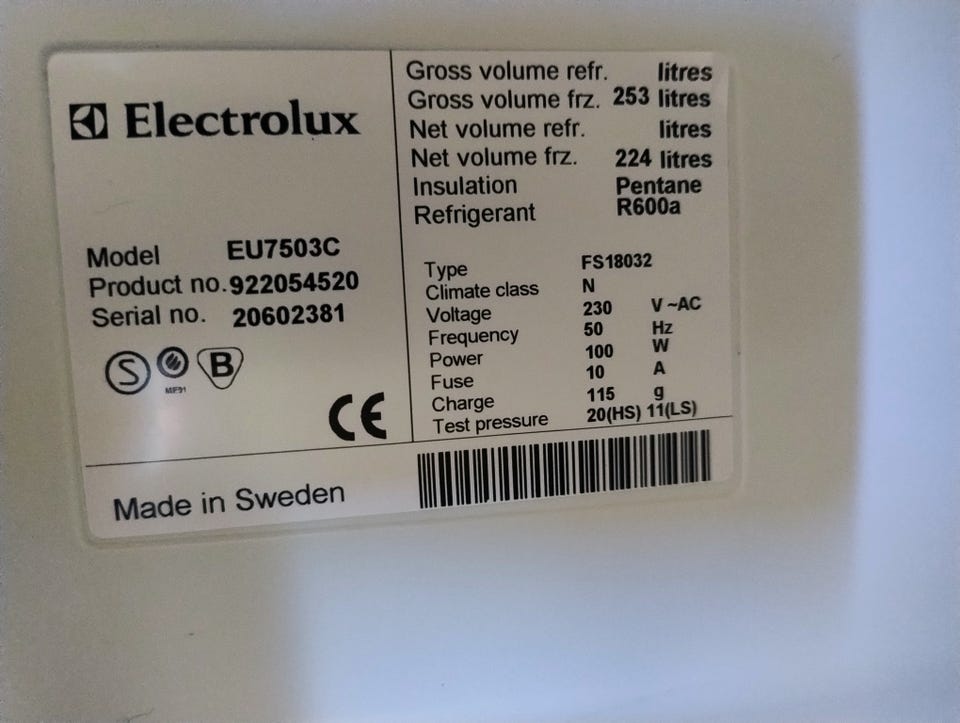 Electrolux
Model EU7503C
Product no. 922054520
Serial no. 20602381
S
MF91
B
CE
Made in Sweden
Gross volume refr. litres
Gross volume frz. 253 litres
Net volume refr. litres
Net volume frz. 224 litres
Insulation Pentane
Refrigerant R600a
Type FS18032
Climate class N
Voltage 230 V ~AC
Frequency 50 Hz
Power 100 W
Fuse 10 A
Charge 115 g
Test pressure 20(HS) 11(LS)